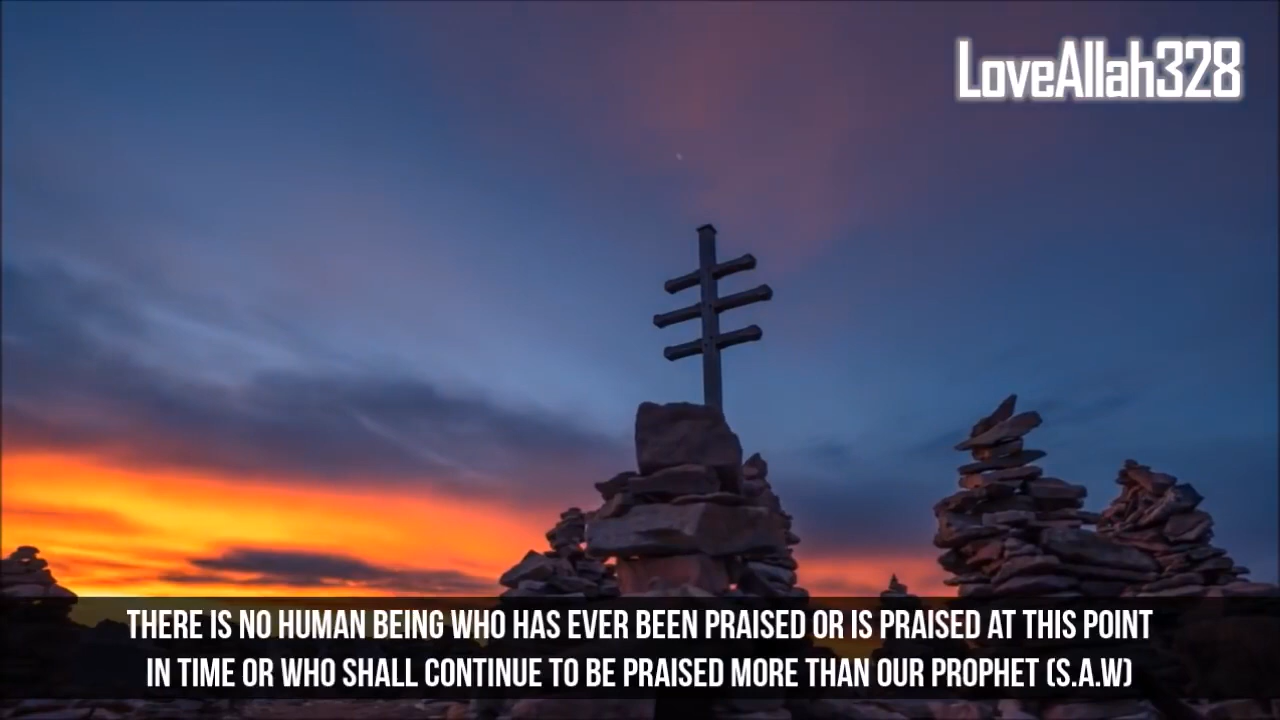 LoveAllah328
THERE IS NO HUMAN BEING WHO HAS EVER BEEN PRAISED OR IS PRAISED AT THIS POINT
IN TIME OR WHO SHALL CONTINUE TO BE PRAISED MORE THAN OUR PROPHET (S.A.W)